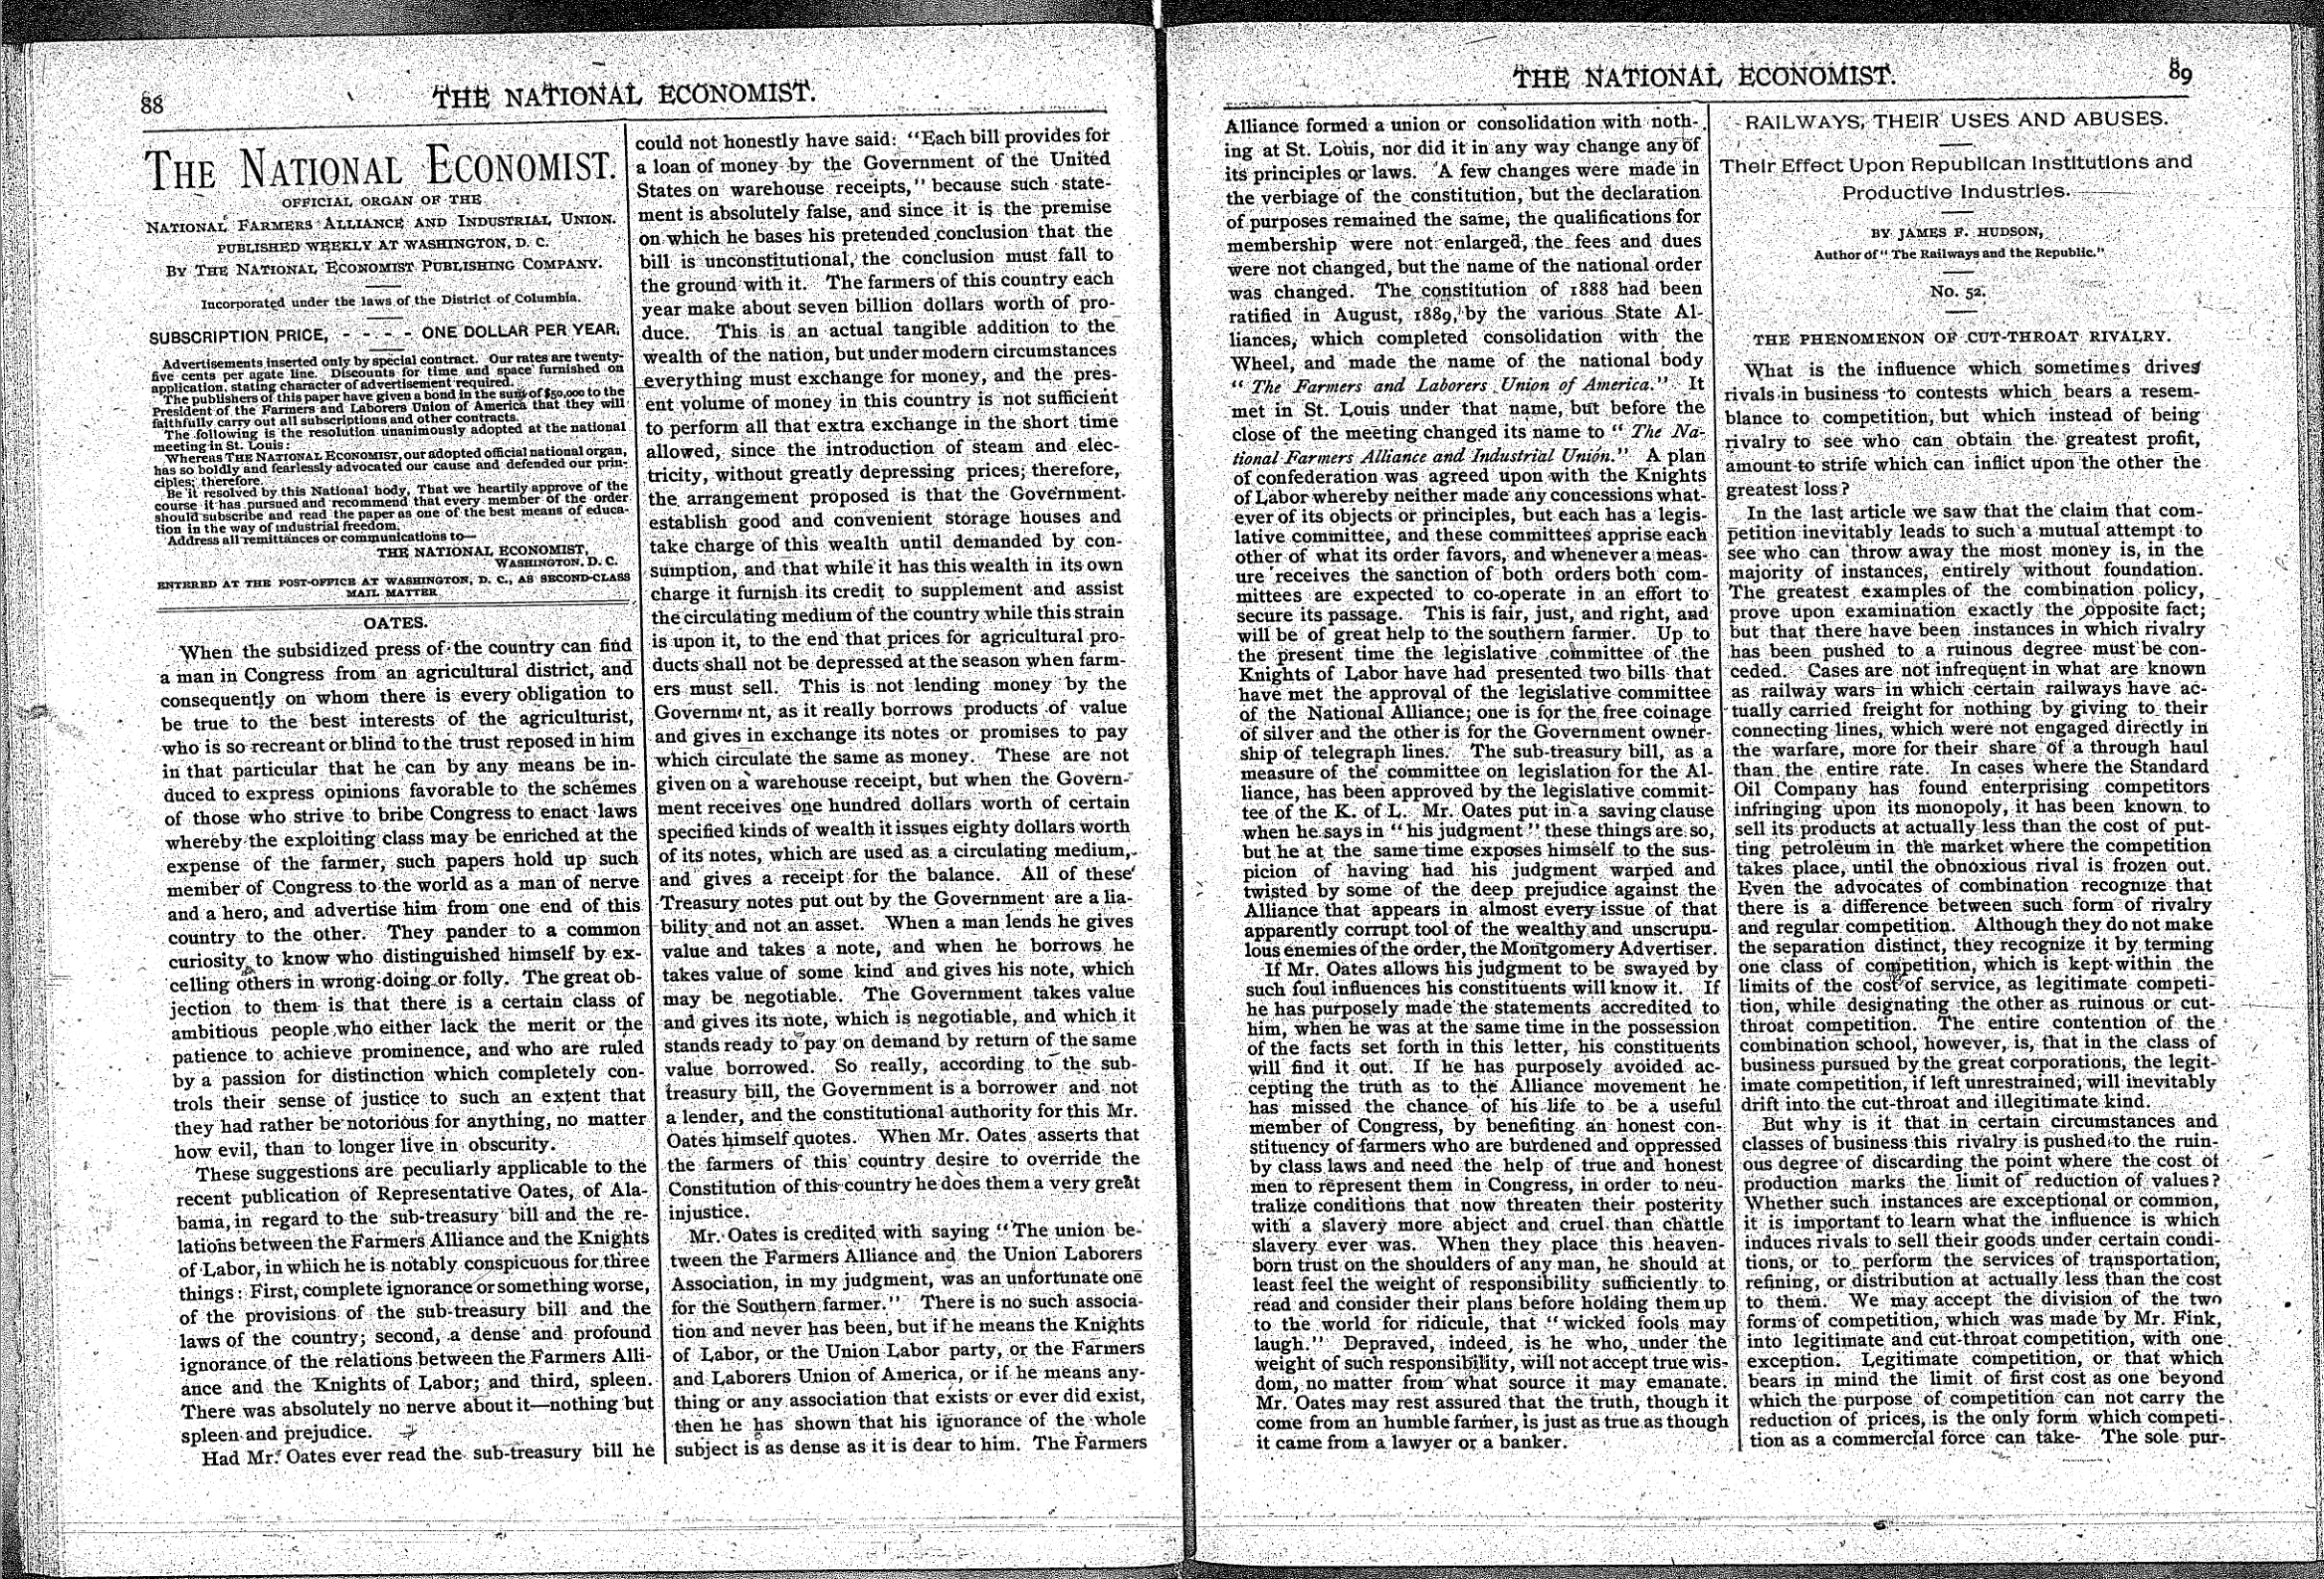 88
THE NATIONAL ECONOMIST.
THE NATIONAL ECONOMIST.
OFFICIAL ORGAN OF THE
NATIONAL FARMERS ALLIANCE AND INDUSTRIAL UNION.
PUBLISHED WEEKLY AT WASHINGTON, D. C.
BY THE NATIONAL ECONOMIST PUBLISHING COMPANY.
Incorporated under the laws of the District of Columbia.
SUBSCRIPTION PRICE, - - - - ONE DOLLAR PER YEAR.
Advertisements inserted only by special contract. Our rates are twenty-
five cents per agate line. Discounts for time and space furnished on
application, stating character of advertisement required.
The publishers of this paper have given a bond in the sum of $50,000 to the
President of the Farmers and Laborers Union of America that they will
faithfully carry out all subscriptions and other contracts.
The following is the resolution unanimously adopted at the national
meeting in St. Louis:
Whereas THE NATIONAL ECONOMIST, our adopted official national organ,
has so boldly and fearlessly advocated our cause and defended our prin-
ciples; therefore,
Be it resolved by this National body, That we heartily approve of the
course it has pursued and recommend that every member of the order
should subscribe and read the paper as one of the best means of educa-
tion in the way of industrial freedom.
Address all remittances or communications to—
THE NATIONAL ECONOMIST,
WASHINGTON, D. C.
ENTERED AT THE POST-OFFICE AT WASHINGTON, D. C., AS SECOND-CLASS
MAIL MATTER
OATES.
When the subsidized press of the country can find
a man in Congress from an agricultural district, and
consequently on whom there is every obligation to
be true to the best interests of the agriculturist,
who is so recreant or blind to the trust reposed in him
in that particular that he can by any means be in-
duced to express opinions favorable to the schemes
of those who strive to bribe Congress to enact laws
whereby the exploiting class may be enriched at the
expense of the farmer, such papers hold up such
member of Congress to the world as a man of nerve
and a hero, and advertise him from one end of this
country to the other. They pander to a common
curiosity to know who distinguished himself by ex-
celling others in wrong-doing or folly. The great ob-
jection to them is that there is a certain class of
ambitious people who either lack the merit or the
patience to achieve prominence, and who are ruled
by a passion for distinction which completely con-
trols their sense of justice to such an extent that
they had rather be notorious for anything, no matter
how evil, than to longer live in obscurity.
These suggestions are peculiarly applicable to the
recent publication of Representative Oates, of Ala-
bama, in regard to the sub-treasury bill and the re-
lations between the Farmers Alliance and the Knights
of Labor, in which he is notably conspicuous for three
things: First, complete ignorance or something worse,
of the provisions of the sub-treasury bill and the
laws of the country; second, a dense and profound
ignorance of the relations between the Farmers Alli-
ance and the Knights of Labor; and third, spleen.
There was absolutely no nerve about it—nothing but
spleen and prejudice.
Had Mr. Oates ever read the sub-treasury bill he
could not honestly have said: "Each bill provides for
a loan of money by the Government of the United
States on warehouse receipts," because such state-
ment is absolutely false, and since it is the premise
on which he bases his pretended conclusion that the
bill is unconstitutional, the conclusion must fall to
the ground with it. The farmers of this country each
year make about seven billion dollars worth of pro-
duce. This is an actual tangible addition to the
wealth of the nation, but under modern circumstances
everything must exchange for money, and the pres-
ent volume of money in this country is not sufficient
to perform all that extra exchange in the short time
allowed, since the introduction of steam and elec-
tricity, without greatly depressing prices; therefore,
the arrangement proposed is that the Government
establish good and convenient storage houses and
take charge of this wealth until demanded by con-
sumption, and that while it has this wealth in its own
charge it furnish its credit to supplement and assist
the circulating medium of the country while this strain
is upon it, to the end that prices for agricultural pro-
ducts shall not be depressed at the season when farm-
ers must sell. This is not lending money by the
Government, as it really borrows products of value
and gives in exchange its notes or promises to pay
which circulate the same as money. These are not
given on a warehouse receipt, but when the Govern-
ment receives one hundred dollars worth of certain
specified kinds of wealth it issues eighty dollars worth
of its notes, which are used as a circulating medium,
and gives a receipt for the balance. All of these
Treasury notes put out by the Government are a lia-
bility and not an asset. When a man lends he gives
value and takes a note, and when he borrows he
takes value of some kind and gives his note, which
may be negotiable. The Government takes value
and gives its note, which is negotiable, and which it
stands ready to pay on demand by return of the same
value borrowed. So really, according to the sub-
treasury bill, the Government is a borrower and not
a lender, and the constitutional authority for this Mr.
Oates himself quotes. When Mr. Oates asserts that
the farmers of this country desire to override the
Constitution of this country he does them a very great
injustice.
Mr. Oates is credited with saying "The union be-
tween the Farmers Alliance and the Union Laborers
Association, in my judgment, was an unfortunate one
for the Southern farmer." There is no such associa-
tion and never has been, but if he means the Knights
of Labor, or the Union Labor party, or the Farmers
and Laborers Union of America, or if he means any-
thing or any association that exists or ever did exist,
then he has shown that his ignorance of the whole
subject is as dense as it is dear to him. The Farmers
THE NATIONAL ECONOMIST.
89
Alliance formed a union or consolidation with noth-
ing at St. Louis, nor did it in any way change any of
its principles or laws. A few changes were made in
the verbiage of the constitution, but the declaration
of purposes remained the same, the qualifications for
membership were not enlarged, the fees and dues
were not changed, but the name of the national order
was changed. The constitution of 1888 had been
ratified in August, 1889, by the various State Al-
liances, which completed consolidation with the
Wheel, and made the name of the national body
"The Farmers and Laborers Union of America." It
met in St. Louis under that name, but before the
close of the meeting changed its name to "The Na-
tional Farmers Alliance and Industrial Union." A plan
of confederation was agreed upon with the Knights
of Labor whereby neither made any concessions what-
ever of its objects or principles, but each has a legis-
lative committee, and these committees apprise each
other of what its order favors, and whenever a meas-
ure receives the sanction of both orders both com-
mittees are expected to co-operate in an effort to
secure its passage. This is fair, just, and right, and
will be of great help to the southern farmer. Up to
the present time the legislative committee of the
Knights of Labor have had presented two bills that
have met the approval of the legislative committee
of the National Alliance; one is for the free coinage
of silver and the other is for the Government owner-
ship of telegraph lines. The sub-treasury bill, as a
measure of the committee on legislation for the Al-
liance, has been approved by the legislative commit-
tee of the K. of L. Mr. Oates put in a saving clause
when he says in "his judgment" these things are so,
but he at the same time exposes himself to the sus-
picion of having had his judgment warped and
twisted by some of the deep prejudice against the
Alliance that appears in almost every issue of that
apparently corrupt tool of the wealthy and unscrupu-
lous enemies of the order, the Montgomery Advertiser.
If Mr. Oates allows his judgment to be swayed by
such foul influences his constituents will know it. If
he has purposely made the statements accredited to
him, when he was at the same time in the possession
of the facts set forth in this letter, his constituents
will find it out. If he has purposely avoided ac-
cepting the truth as to the Alliance movement he
has missed the chance of his life to be a useful
member of Congress, by benefiting an honest con-
stituency of farmers who are burdened and oppressed
by class laws and need the help of true and honest
men to represent them in Congress, in order to neu-
tralize conditions that now threaten their posterity
with a slavery more abject and cruel than chattle
slavery ever was. When they place this heaven-
born trust on the shoulders of any man, he should at
least feel the weight of responsibility sufficiently to
read and consider their plans before holding them up
to the world for ridicule, that "wicked fools may
laugh." Depraved, indeed, is he who, under the
weight of such responsibility, will not accept true wis-
dom, no matter from what source it may emanate.
Mr. Oates may rest assured that the truth, though it
come from an humble farmer, is just as true as though
it came from a lawyer or a banker.
RAILWAYS, THEIR USES AND ABUSES.
Their Effect Upon Republican Institutions and
Productive Industries.
BY JAMES F. HUDSON,
Author of "The Railways and the Republic."
No. 52.
THE PHENOMENON OF CUT-THROAT RIVALRY.
What is the influence which sometimes drives
rivals in business to contests which bears a resem-
blance to competition, but which instead of being
rivalry to see who can obtain the greatest profit,
amount to strife which can inflict upon the other the
greatest loss?
In the last article we saw that the claim that com-
petition inevitably leads to such a mutual attempt to
see who can throw away the most money is, in the
majority of instances, entirely without foundation.
The greatest examples of the combination policy,
prove upon examination exactly the opposite fact;
but that there have been instances in which rivalry
has been pushed to a ruinous degree must be con-
ceded. Cases are not infrequent in what are known
as railway wars in which certain railways have ac-
tually carried freight for nothing by giving to their
connecting lines, which were not engaged directly in
the warfare, more for their share of a through haul
than the entire rate. In cases where the Standard
Oil Company has found enterprising competitors
infringing upon its monopoly, it has been known to
sell its products at actually less than the cost of put-
ting petroleum in the market where the competition
takes place, until the obnoxious rival is frozen out.
Even the advocates of combination recognize that
there is a difference between such form of rivalry
and regular competition. Although they do not make
the separation distinct, they recognize it by terming
one class of competition, which is kept within the
limits of the cost of service, as legitimate competi-
tion, while designating the other as ruinous or cut-
throat competition. The entire contention of the
combination school, however, is, that in the class of
business pursued by the great corporations, the legit-
imate competition, if left unrestrained, will inevitably
drift into the cut-throat and illegitimate kind.
But why is it that in certain circumstances and
classes of business this rivalry is pushed to the ruin-
ous degree of discarding the point where the cost of
production marks the limit of reduction of values?
Whether such instances are exceptional or common,
it is important to learn what the influence is which
induces rivals to sell their goods under certain condi-
tions, or to perform the services of transportation,
refining, or distribution at actually less than the cost
to them. We may accept the division of the two
forms of competition, which was made by Mr. Fink,
into legitimate and cut-throat competition, with one
exception. Legitimate competition, or that which
bears in mind the limit of first cost as one beyond
which the purpose of competition can not carry the
reduction of prices, is the only form which competi-
tion as a commercial force can take. The sole pur-